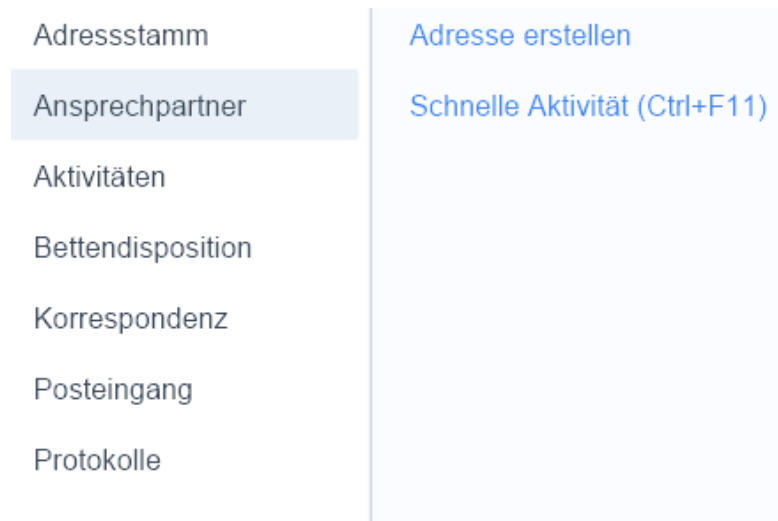 Adressstamm
Ansprechpartner
Aktivitäten
Bettendisposition
Korrespondenz
Posteingang
Protokolle
Adresse erstellen
Schnelle Aktivität (Ctrl+F11)